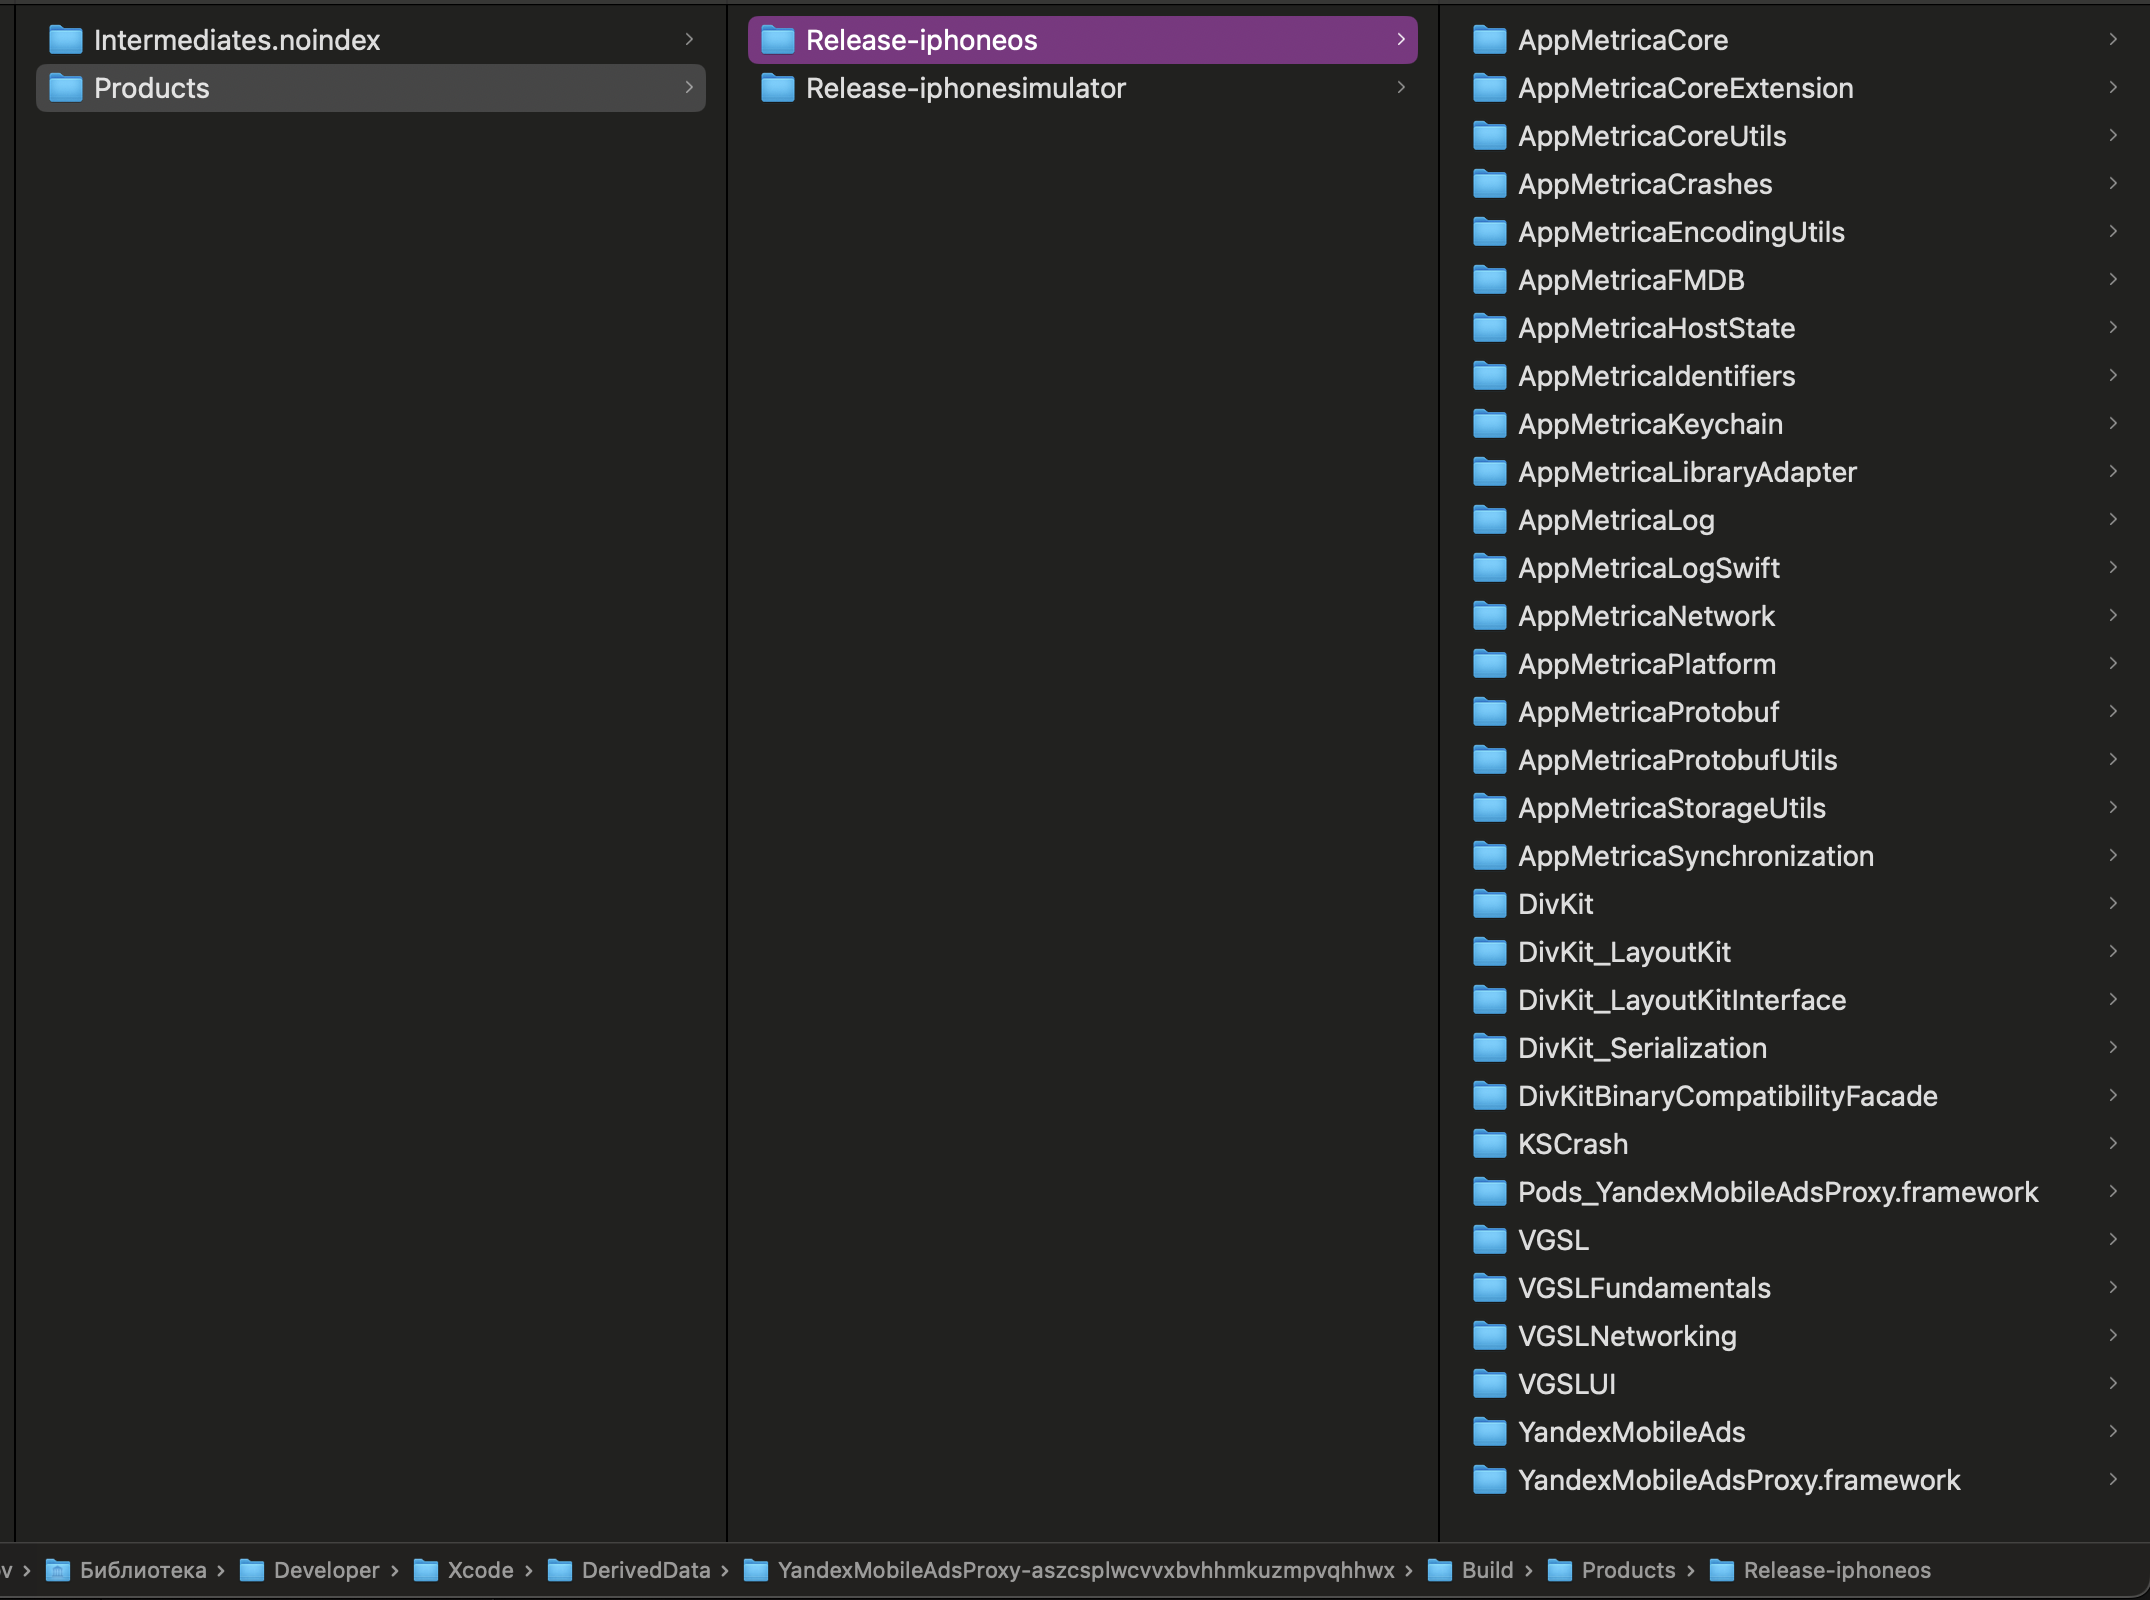 Intermediates.noindex
Products
Release-iphoneos
Release-iphonesimulator
AppMetricaCore
AppMetricaCoreExtension
AppMetricaCoreUtils
AppMetricaCrashes
AppMetricaEncodingUtils
AppMetricaFMDB
AppMetricaHostState
AppMetricaIdentifiers
AppMetricaKeychain
AppMetricaLibraryAdapter
AppMetricaLog
AppMetricaLogSwift
AppMetricaNetwork
AppMetricaPlatform
AppMetricaProtobuf
AppMetricaProtobufUtils
AppMetricaStorageUtils
AppMetricaSynchronization
DivKit
DivKit_LayoutKit
DivKit_LayoutKitInterface
DivKit_Serialization
DivKitBinaryCompatibilityFacade
KSCrash
Pods_YandexMobileAdsProxy.framework
VGSL
VGSLFundamentals
VGSLNetworking
VGSLUI
YandexMobileAds
YandexMobileAdsProxy.framework
v › Библиотека › Developer › Xcode › DerivedData › YandexMobileAdsProxy-aszcsplwcvvxbvhhmkuzmpvqhhwx › Build › Products › Release-iphoneos